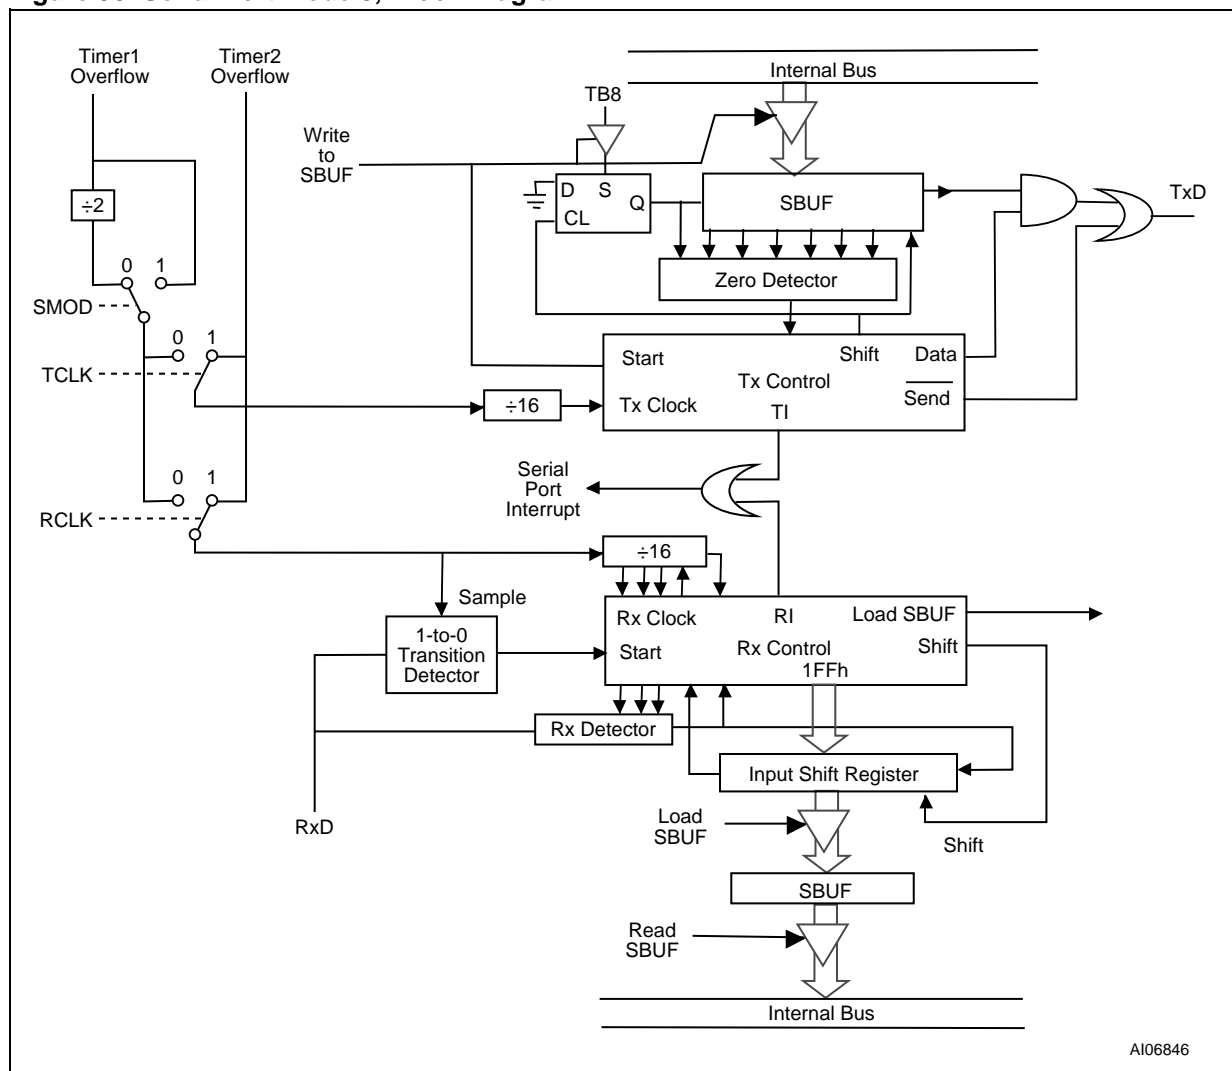 Timer1
Overflow
Timer2
Overflow
Internal Bus
TB8
Write
to
SBUF
D S
Q
CL
SBUF
TxD
÷2
Zero Detector
0 1
SMOD
0 1
TCLK
Start
Shift
Data
Tx Control
Send
÷16
Tx Clock
TI
Serial
Port
Interrupt
0 1
RCLK
÷16
Sample
1-to-0
Transition
Detector
Rx Clock
RI
Load SBUF
Start
Rx Control
Shift
1FFh
Rx Detector
Input Shift Register
RxD
Load
SBUF
Shift
SBUF
Read
SBUF
Internal Bus
AI06846